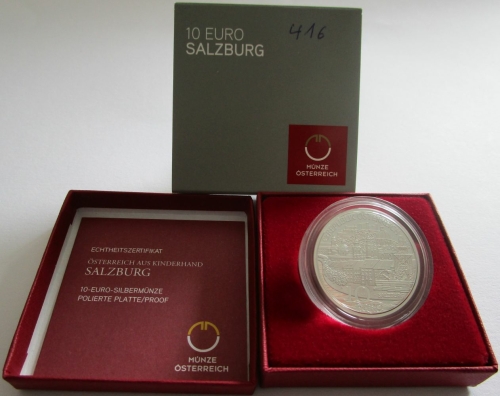 10 EURO
SALZBURG
416
MÜNZE
ÖSTERREICH
ECHTHEITSZERTIFIKAT
ÖSTERREICH AUS KINDERHAND
SALZBURG
10-EURO-SILBERMÜNZE
POLIERTE PLATTE/PROOF
MÜNZE
ÖSTERREICH